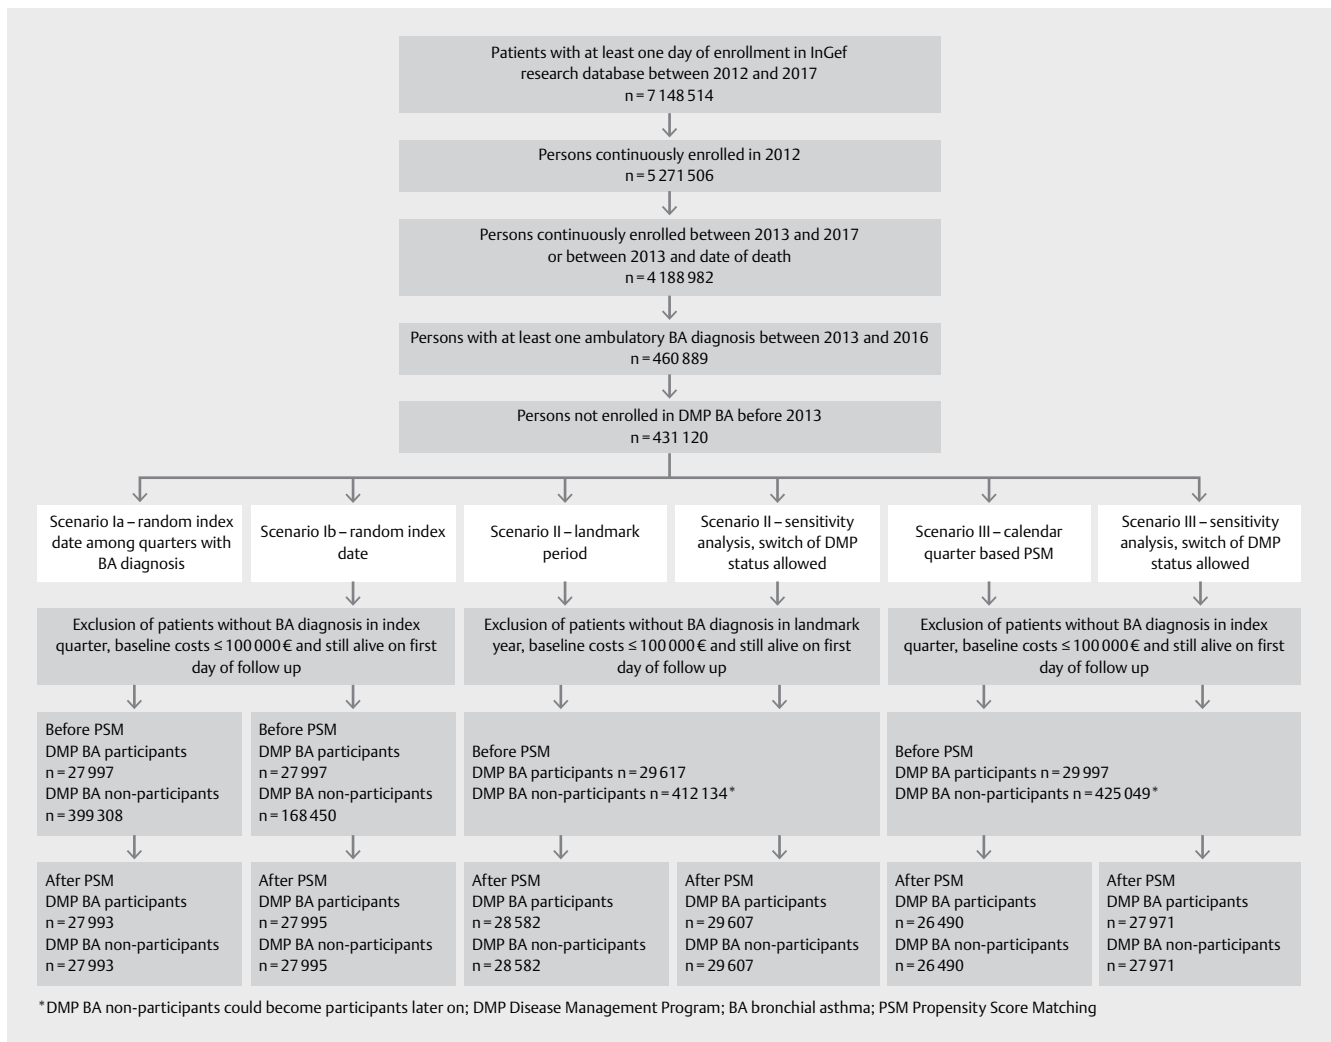 Patients with at least one day of enrollment in InGef
research database between 2012 and 2017
n = 7 148 514
Persons continuously enrolled in 2012
n = 5 271 506
Persons continuously enrolled between 2013 and 2017
or between 2013 and date of death
n = 4 188 982
Persons with at least one ambulatory BA diagnosis between 2013 and 2016
n = 460 889
Persons not enrolled in DMP BA before 2013
n = 431 120
Scenario Ia – random index
date among quarters with
BA diagnosis
Scenario Ib – random index
date
Scenario II – landmark
period
Scenario II – sensitivity
analysis, switch of DMP
status allowed
Scenario III – calendar
quarter based PSM
Scenario III – sensitivity
analysis, switch of DMP
status allowed
Exclusion of patients without BA diagnosis in index
quarter, baseline costs ≤ 100 000 € and still alive on first
day of follow up
Exclusion of patients without BA diagnosis in landmark
year, baseline costs ≤ 100 000 € and still alive on first
day of follow up
Exclusion of patients without BA diagnosis in index
quarter, baseline costs ≤ 100 000 € and still alive on first
day of follow up
Before PSM
DMP BA participants
n = 27 997
DMP BA non-participants
n = 399 308
Before PSM
DMP BA participants
n = 27 997
DMP BA non-participants
n = 168 450
Before PSM
DMP BA participants n = 29 617
DMP BA non-participants n = 412 134*
Before PSM
DMP BA participants n = 29 997
DMP BA non-participants n = 425 049*
After PSM
DMP BA participants
n = 27 993
DMP BA non-participants
n = 27 993
After PSM
DMP BA participants
n = 27 995
DMP BA non-participants
n = 27 995
After PSM
DMP BA participants
n = 28 582
DMP BA non-participants
n = 28 582
After PSM
DMP BA participants
n = 29 607
DMP BA non-participants
n = 29 607
After PSM
DMP BA participants
n = 26 490
DMP BA non-participants
n = 26 490
After PSM
DMP BA participants
n = 27 971
DMP BA non-participants
n = 27 971
*DMP BA non-participants could become participants later on; DMP Disease Management Program; BA bronchial asthma; PSM Propensity Score Matching